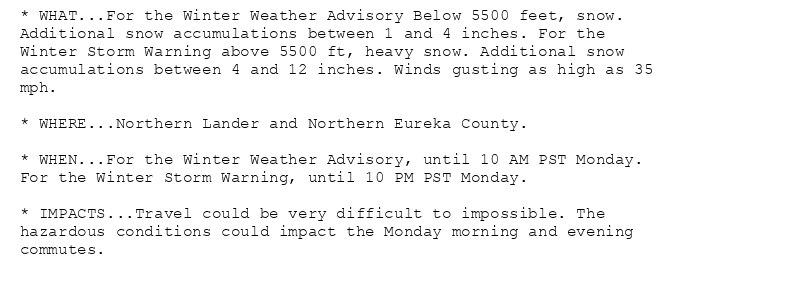 * WHAT...For the Winter Weather Advisory Below 5500 feet, snow.
Additional snow accumulations between 1 and 4 inches. For the
Winter Storm Warning above 5500 ft, heavy snow. Additional snow
accumulations between 4 and 12 inches. Winds gusting as high as 35
mph.
* WHERE...Northern Lander and Northern Eureka County.
* WHEN...For the Winter Weather Advisory, until 10 AM PST Monday.
For the Winter Storm Warning, until 10 PM PST Monday.
* IMPACTS...Travel could be very difficult to impossible. The
hazardous conditions could impact the Monday morning and evening
commutes.